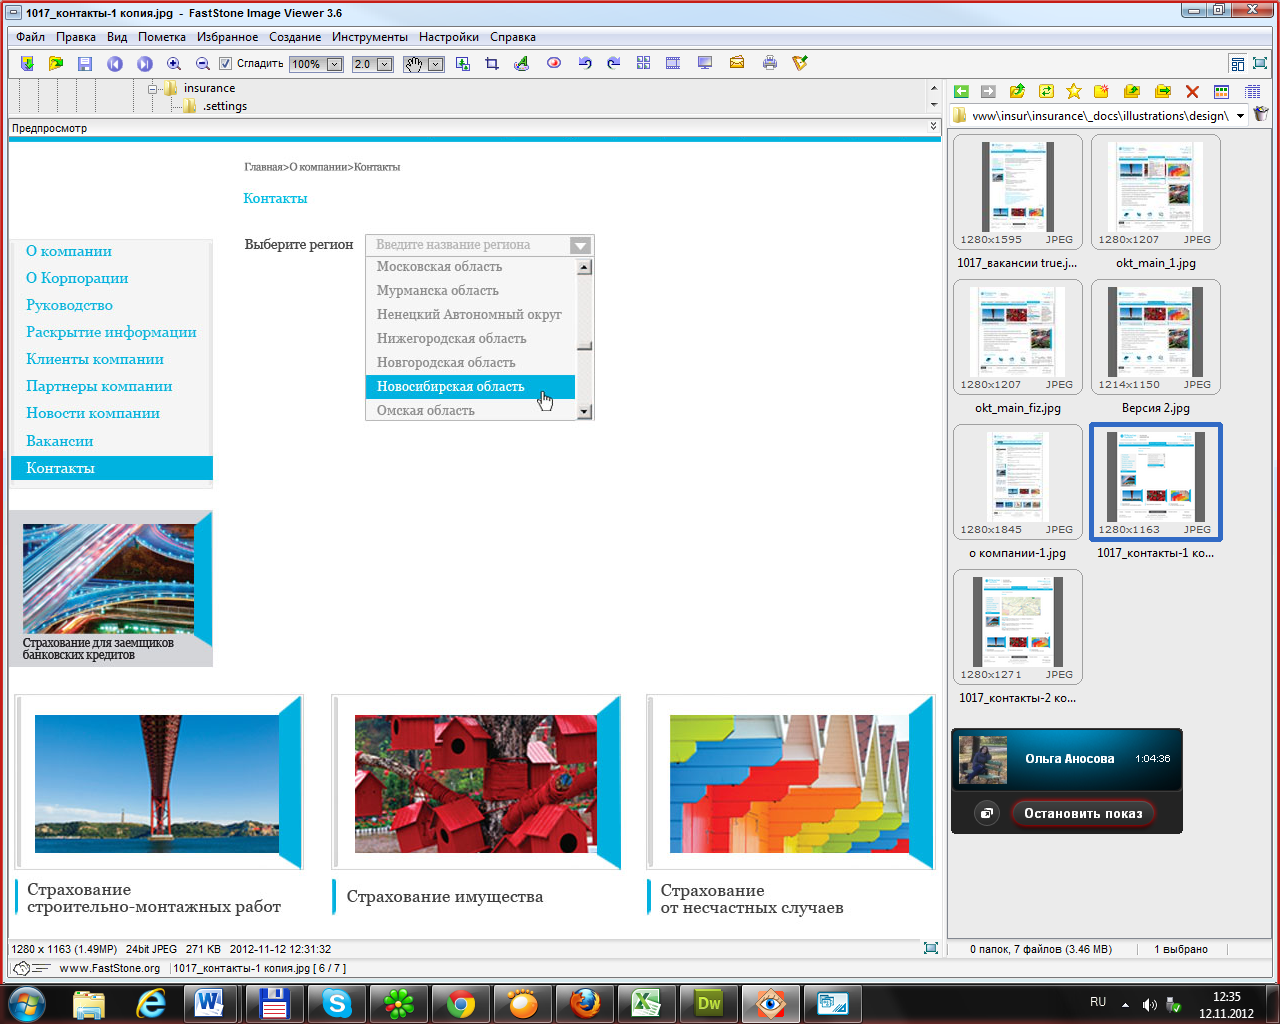 1017_контакты-1 копия.jpg - FastStone Image Viewer 3.6
Файл Правка Вид Пометка Избранное Создание Инструменты Настройки Справка
Сгладить 100% 2.0
insurance
.settings
Предпросмотр
Главная>О компании>Контакты
Контакты
Выберите регион
Введите название региона
Московская область
Мурманска область
Ненецкий Автономный округ
Нижегородская область
Новгородская область
Новосибирская область
Омская область
О компании
О Корпорации
Руководство
Раскрытие информации
Клиенты компании
Партнеры компании
Новости компании
Вакансии
Контакты
Страхование для заемщиков
банковских кредитов
Страхование
строительно-монтажных работ
Страхование имущества
Страхование
от несчастных случаев
1280 x 1163 (1.49MP) 24bit JPEG 271 KB 2012-11-12 12:31:32
www.FastStone.org 1017_контакты-1 копия.jpg [ 6 / 7 ]
www\insur\insurance\_docs\illustrations\design\
1280x1595 JPEG
1017_вакансии true.j...
1280x1207 JPEG
okt_main_1.jpg
1280x1207 JPEG
okt_main_fiz.jpg
1214x1150 JPEG
Версия 2.jpg
1280x1845 JPEG
о компании-1.jpg
1280x1163 JPEG
1017_контакты-1 ко...
1280x1271 JPEG
1017_контакты-2 ко...
Ольга Аносова 1:04:36
Остановить показ
0 папок, 7 файлов (3.46 MB) 1 выбрано
Dw
RU
12:35
12.11.2012